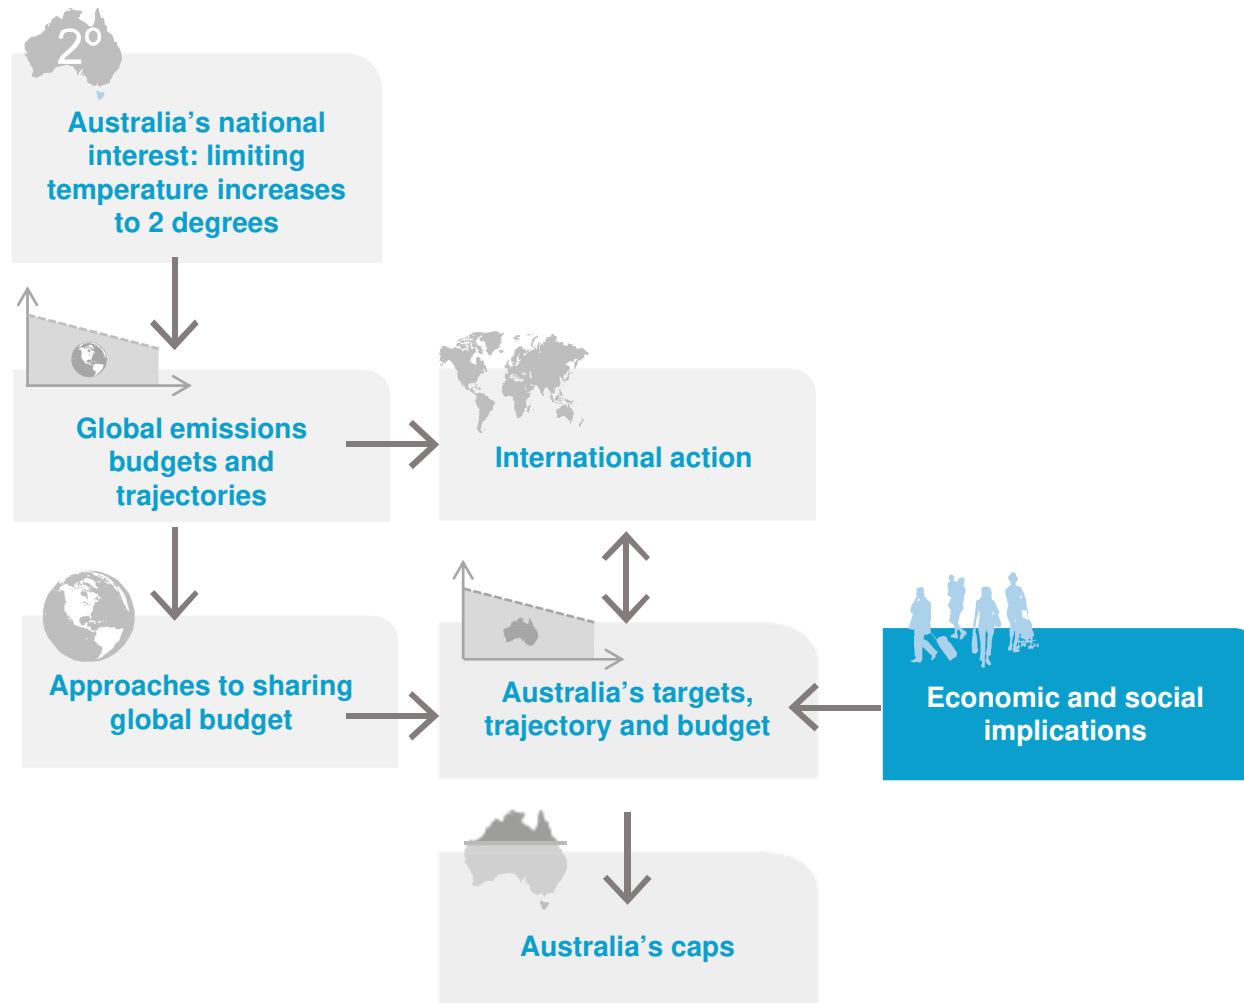 2º
Australia’s national
interest: limiting
temperature increases
to 2 degrees
Global emissions
budgets and
trajectories
International action
Approaches to sharing
global budget
Australia’s targets,
trajectory and budget
Economic and social
implications
Australia’s caps